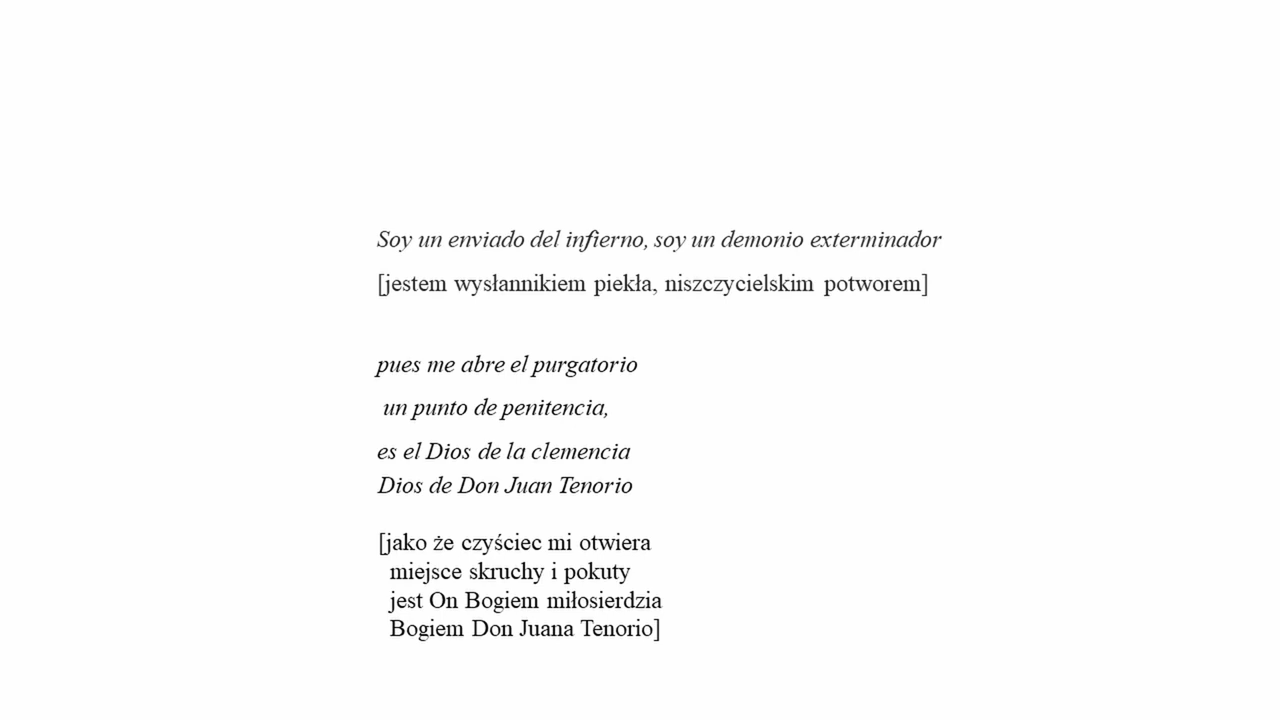 Soy un enviado del infierno, soy un demonio exterminador
[jestem wysłannikiem piekła, niszczycielskim potworem]
pues me abre el purgatorio
un punto de penitencia,
es el Dios de la clemencia
Dios de Don Juan Tenorio
[jako że czyściec mi otwiera
miejsce skruchy i pokuty
jest On Bogiem miłosierdzia
Bogiem Don Juana Tenorio]